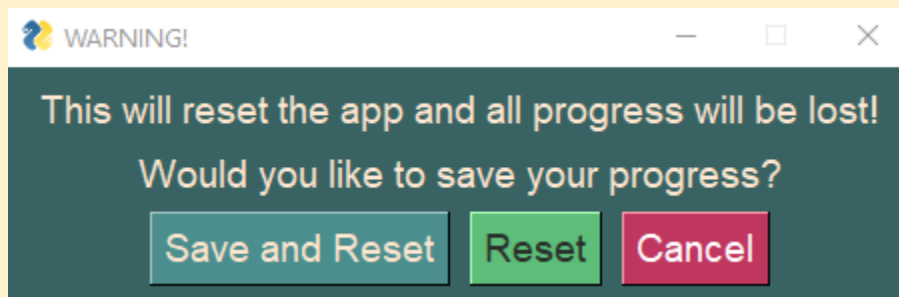 WARNING!
This will reset the app and all progress will be lost!
Would you like to save your progress?
Save and Reset Reset Cancel